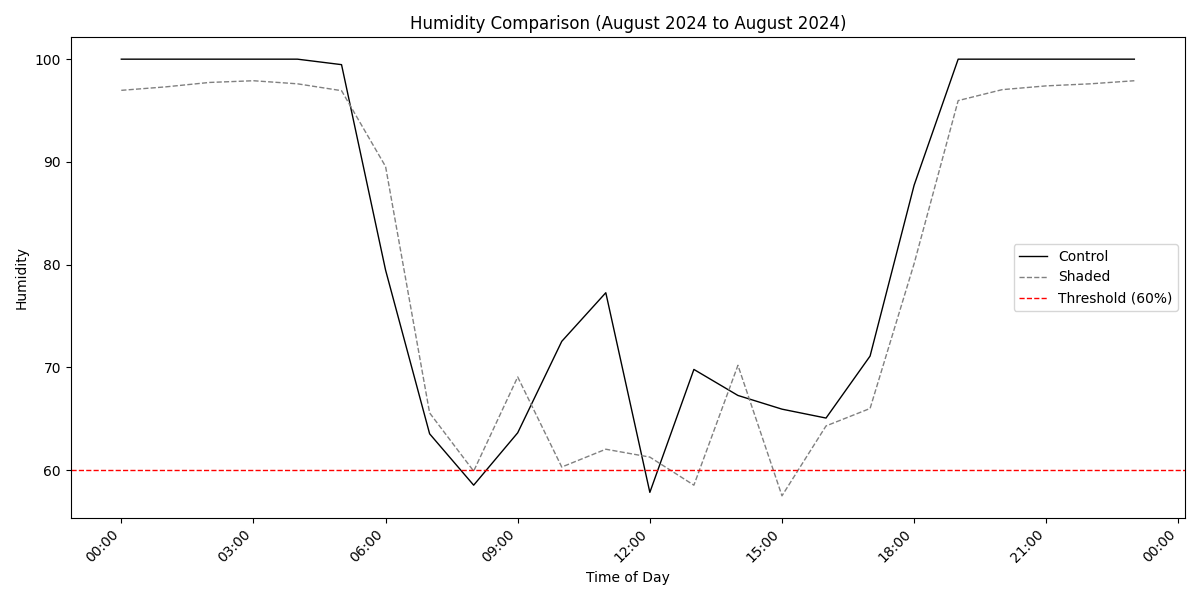 Humidity Comparison (August 2024 to August 2024)
Humidity
100
90
80
70
60
Control
Shaded
Threshold (60%)
00:00
03:00
06:00
09:00
12:00
15:00
18:00
21:00
00:00
Time of Day